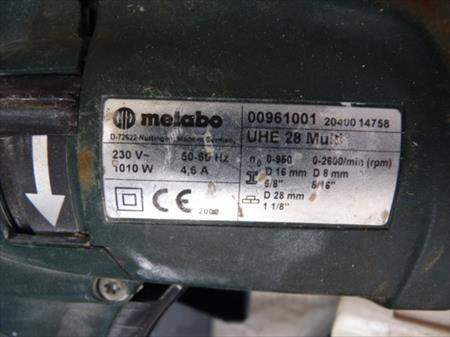 metabo
D-72622-Nürtingen, Made in Germany
230 V~ 50-60 Hz
1010 W 4,6 A
CE 2002
00961001 2040014758
UHE 28 Multi
n₀ 0-950 0-2600/min (rpm)
D 16 mm D 8 mm
5/8" 5/16"
D 28 mm
1 1/8"